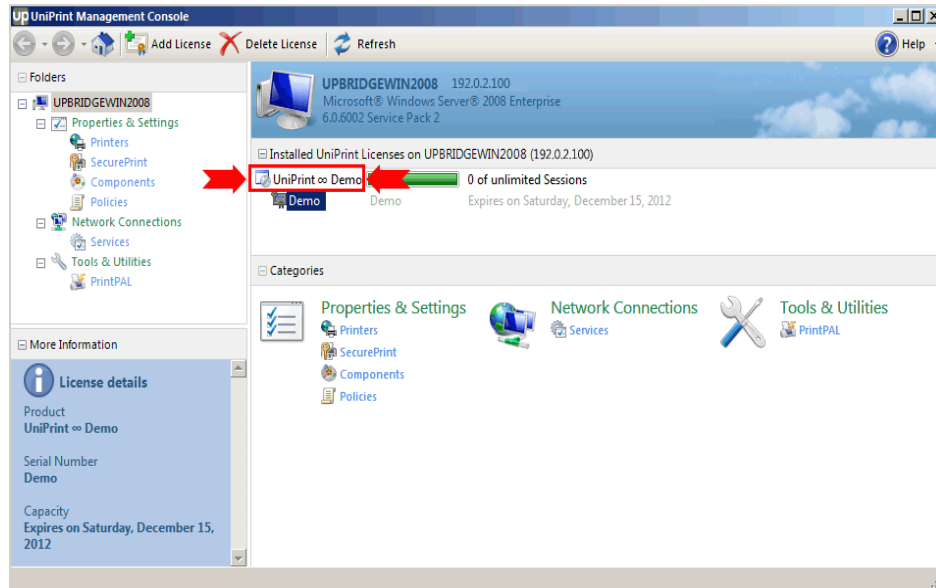 UniPrint Management Console
Add License Delete License Refresh Help
Folders
UPBRIDGEWIN2008
Properties & Settings
Printers
SecurePrint
Components
Policies
Network Connections
Services
Tools & Utilities
PrintPAL
More Information
License details
Product
UniPrint ∞ Demo
Serial Number
Demo
Capacity
Expires on Saturday, December 15,
2012
UPBRIDGEWIN2008 192.0.2.100
Microsoft® Windows Server® 2008 Enterprise
6.0.6002 Service Pack 2
Installed UniPrint Licenses on UPBRIDGEWIN2008 (192.0.2.100)
UniPrint ∞ Demo 0 of unlimited Sessions
Demo Demo Expires on Saturday, December 15, 2012
Categories
Properties & Settings
Printers
SecurePrint
Components
Policies
Network Connections
Services
Tools & Utilities
PrintPAL